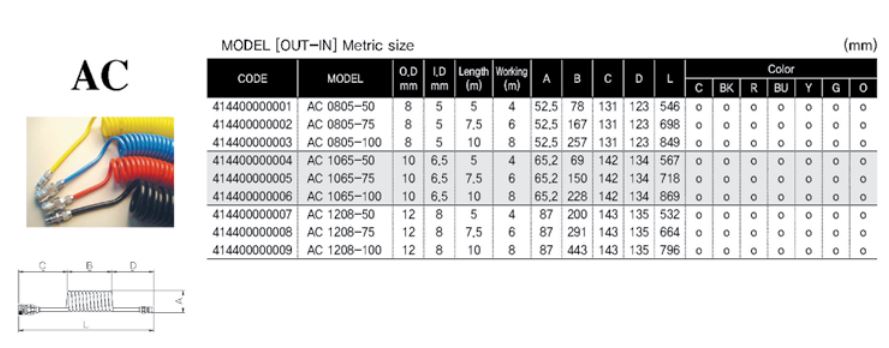 MODEL [OUT-IN] Metric size (mm)
AC
CODE MODEL O.D mm I.D mm Length (m) Working (m) A B C D L Color
C BK R BU Y G O
414400000001 AC 0805-50 8 5 5 4 52,5 78 131 123 546 o o o o o o o
414400000002 AC 0805-75 8 5 7,5 6 52,5 167 131 123 698 o o o o o o o
414400000003 AC 0805-100 8 5 10 8 52,5 257 131 123 849 o o o o o o o
414400000004 AC 1065-50 10 6,5 5 4 65,2 69 142 134 567 o o o o o o o
414400000005 AC 1065-75 10 6,5 7,5 6 65,2 150 142 134 718 o o o o o o o
414400000006 AC 1065-100 10 6,5 10 8 65,2 228 142 134 869 o o o o o o o
414400000007 AC 1208-50 12 8 5 4 87 200 143 135 532 o o o o o o o
414400000008 AC 1208-75 12 8 7,5 6 87 291 143 135 664 o o o o o o o
414400000009 AC 1208-100 12 8 10 8 87 443 143 135 796 o o o o o o o
C B D
A
L